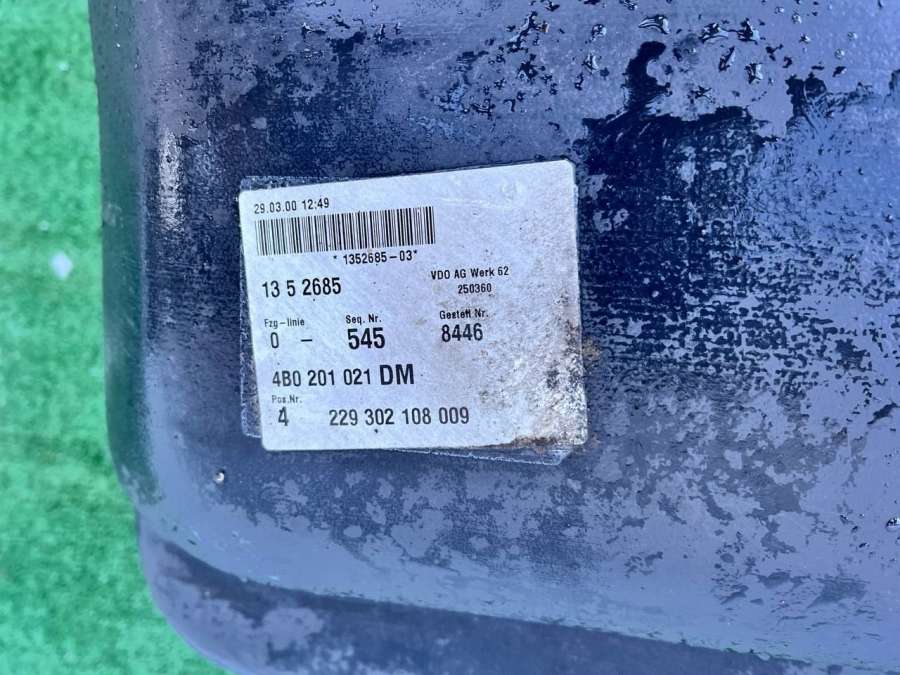 29.03.00 12:49
* 1352685-03*
13 5 2685
VDO AG Werk 62
250360
Fzg-linie Seq. Nr. Gestell Nr.
0 - 545 8446
4B0 201 021 DM
Pos.Nr.
4 229 302 108 009